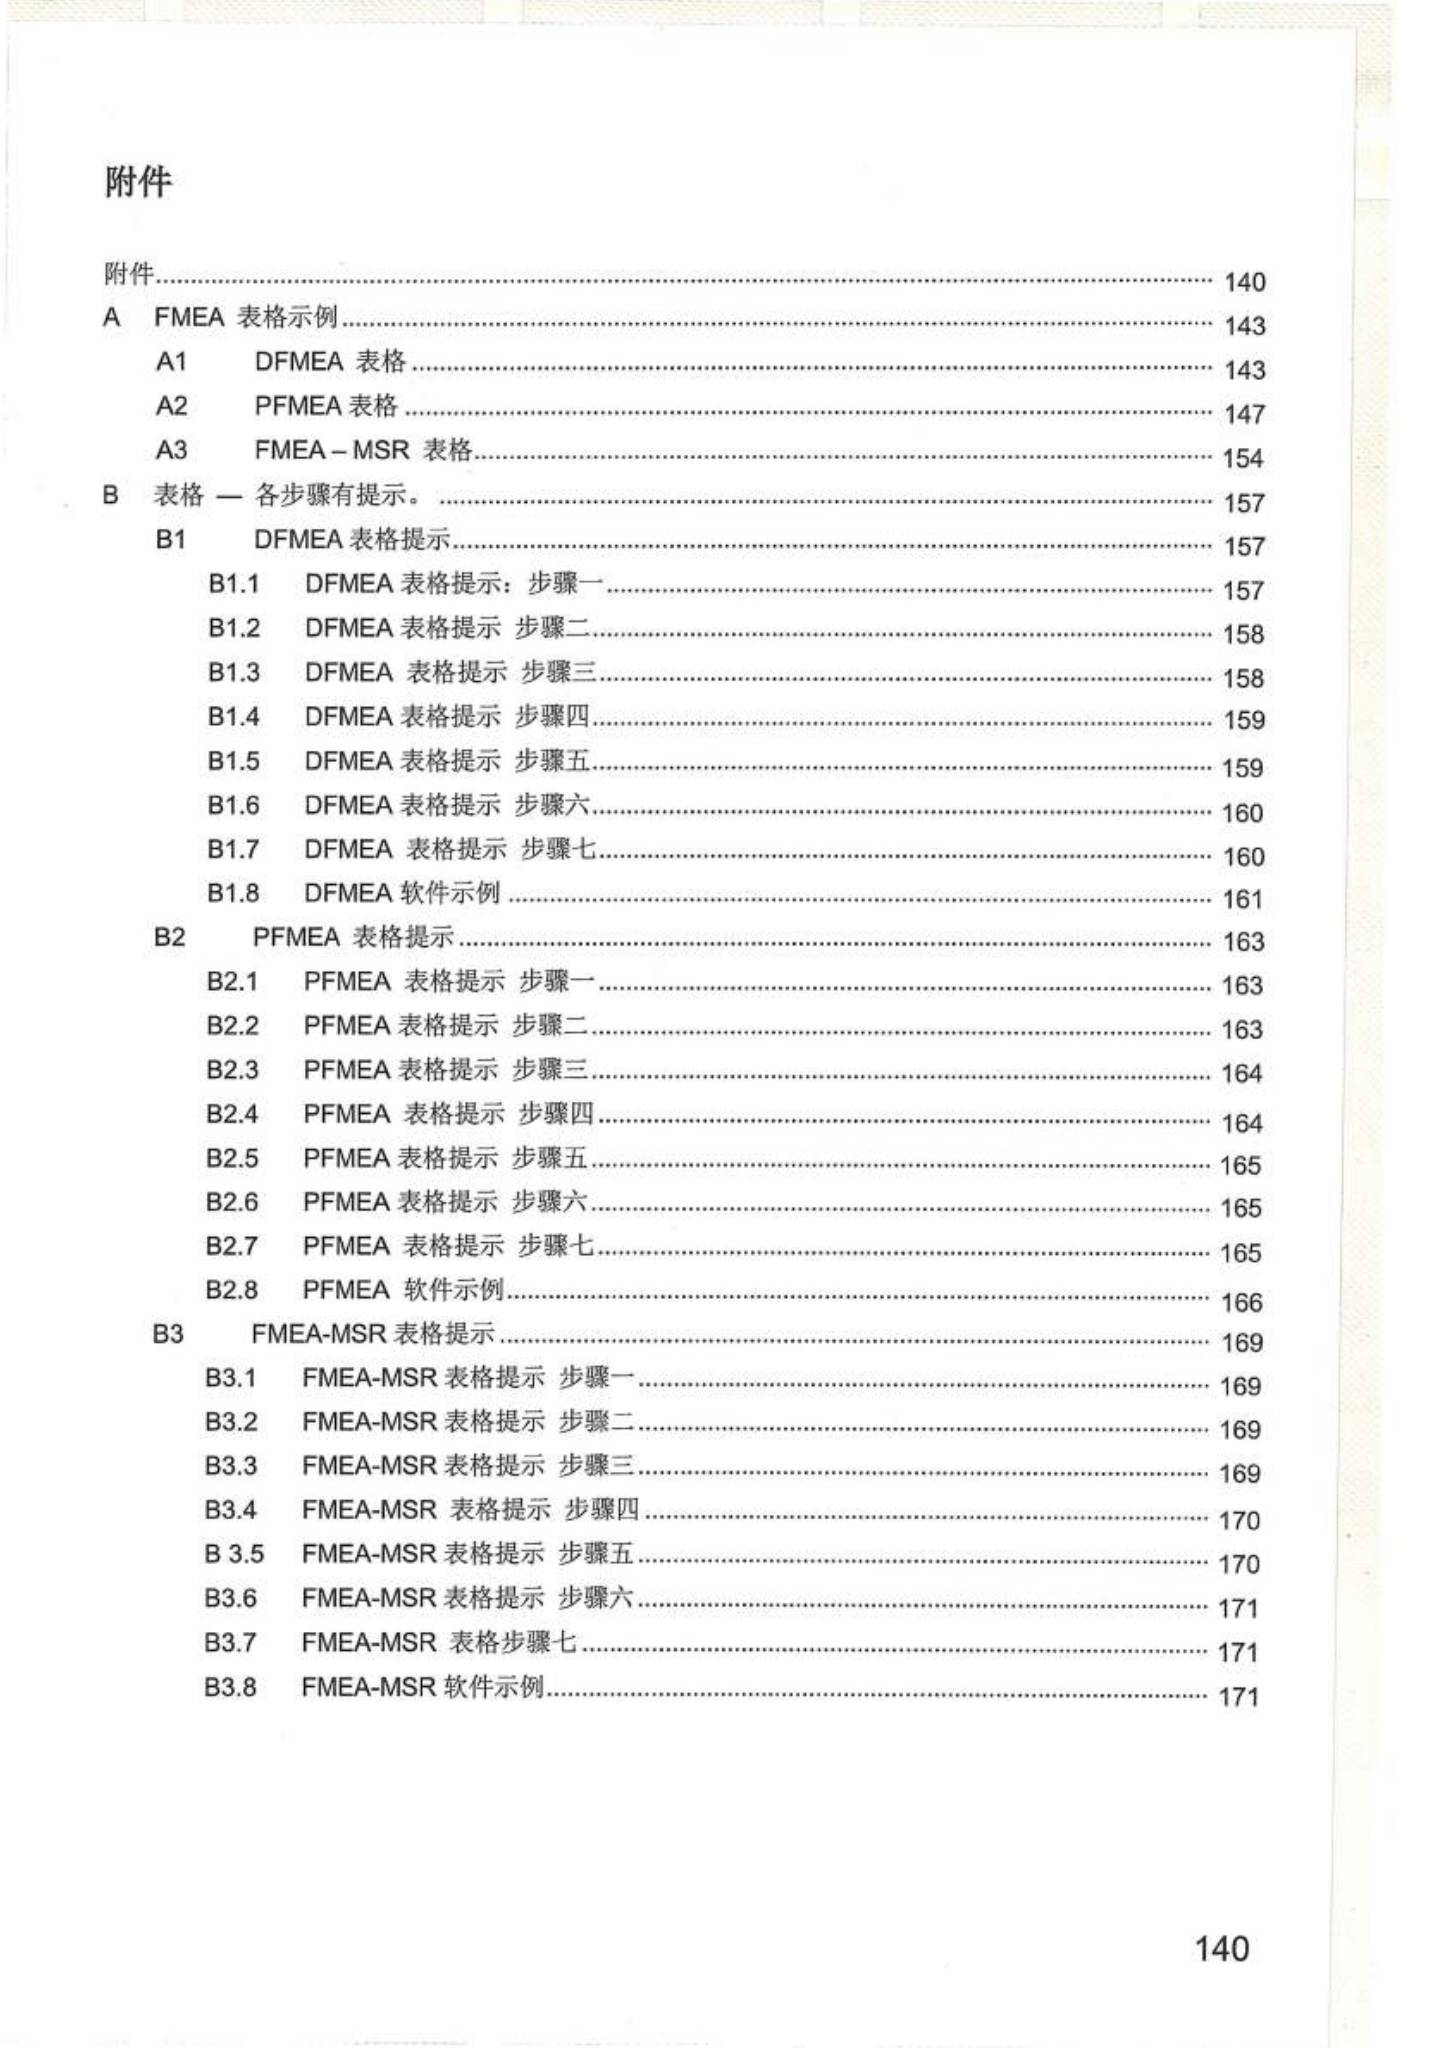 附件
附件 140
A FMEA 表格示例 143
A1 DFMEA 表格 143
A2 PFMEA 表格 147
A3 FMEA – MSR 表格 154
B 表格 — 各步骤有提示。 157
B1 DFMEA 表格提示 157
B1.1 DFMEA 表格提示：步骤一 157
B1.2 DFMEA 表格提示 步骤二 158
B1.3 DFMEA 表格提示 步骤三 158
B1.4 DFMEA 表格提示 步骤四 159
B1.5 DFMEA 表格提示 步骤五 159
B1.6 DFMEA 表格提示 步骤六 160
B1.7 DFMEA 表格提示 步骤七 160
B1.8 DFMEA 软件示例 161
B2 PFMEA 表格提示 163
B2.1 PFMEA 表格提示 步骤一 163
B2.2 PFMEA 表格提示 步骤二 163
B2.3 PFMEA 表格提示 步骤三 164
B2.4 PFMEA 表格提示 步骤四 164
B2.5 PFMEA 表格提示 步骤五 165
B2.6 PFMEA 表格提示 步骤六 165
B2.7 PFMEA 表格提示 步骤七 165
B2.8 PFMEA 软件示例 166
B3 FMEA-MSR 表格提示 169
B3.1 FMEA-MSR 表格提示 步骤一 169
B3.2 FMEA-MSR 表格提示 步骤二 169
B3.3 FMEA-MSR 表格提示 步骤三 169
B3.4 FMEA-MSR 表格提示 步骤四 170
B 3.5 FMEA-MSR 表格提示 步骤五 170
B3.6 FMEA-MSR 表格提示 步骤六 171
B3.7 FMEA-MSR 表格步骤七 171
B3.8 FMEA-MSR 软件示例 171
140